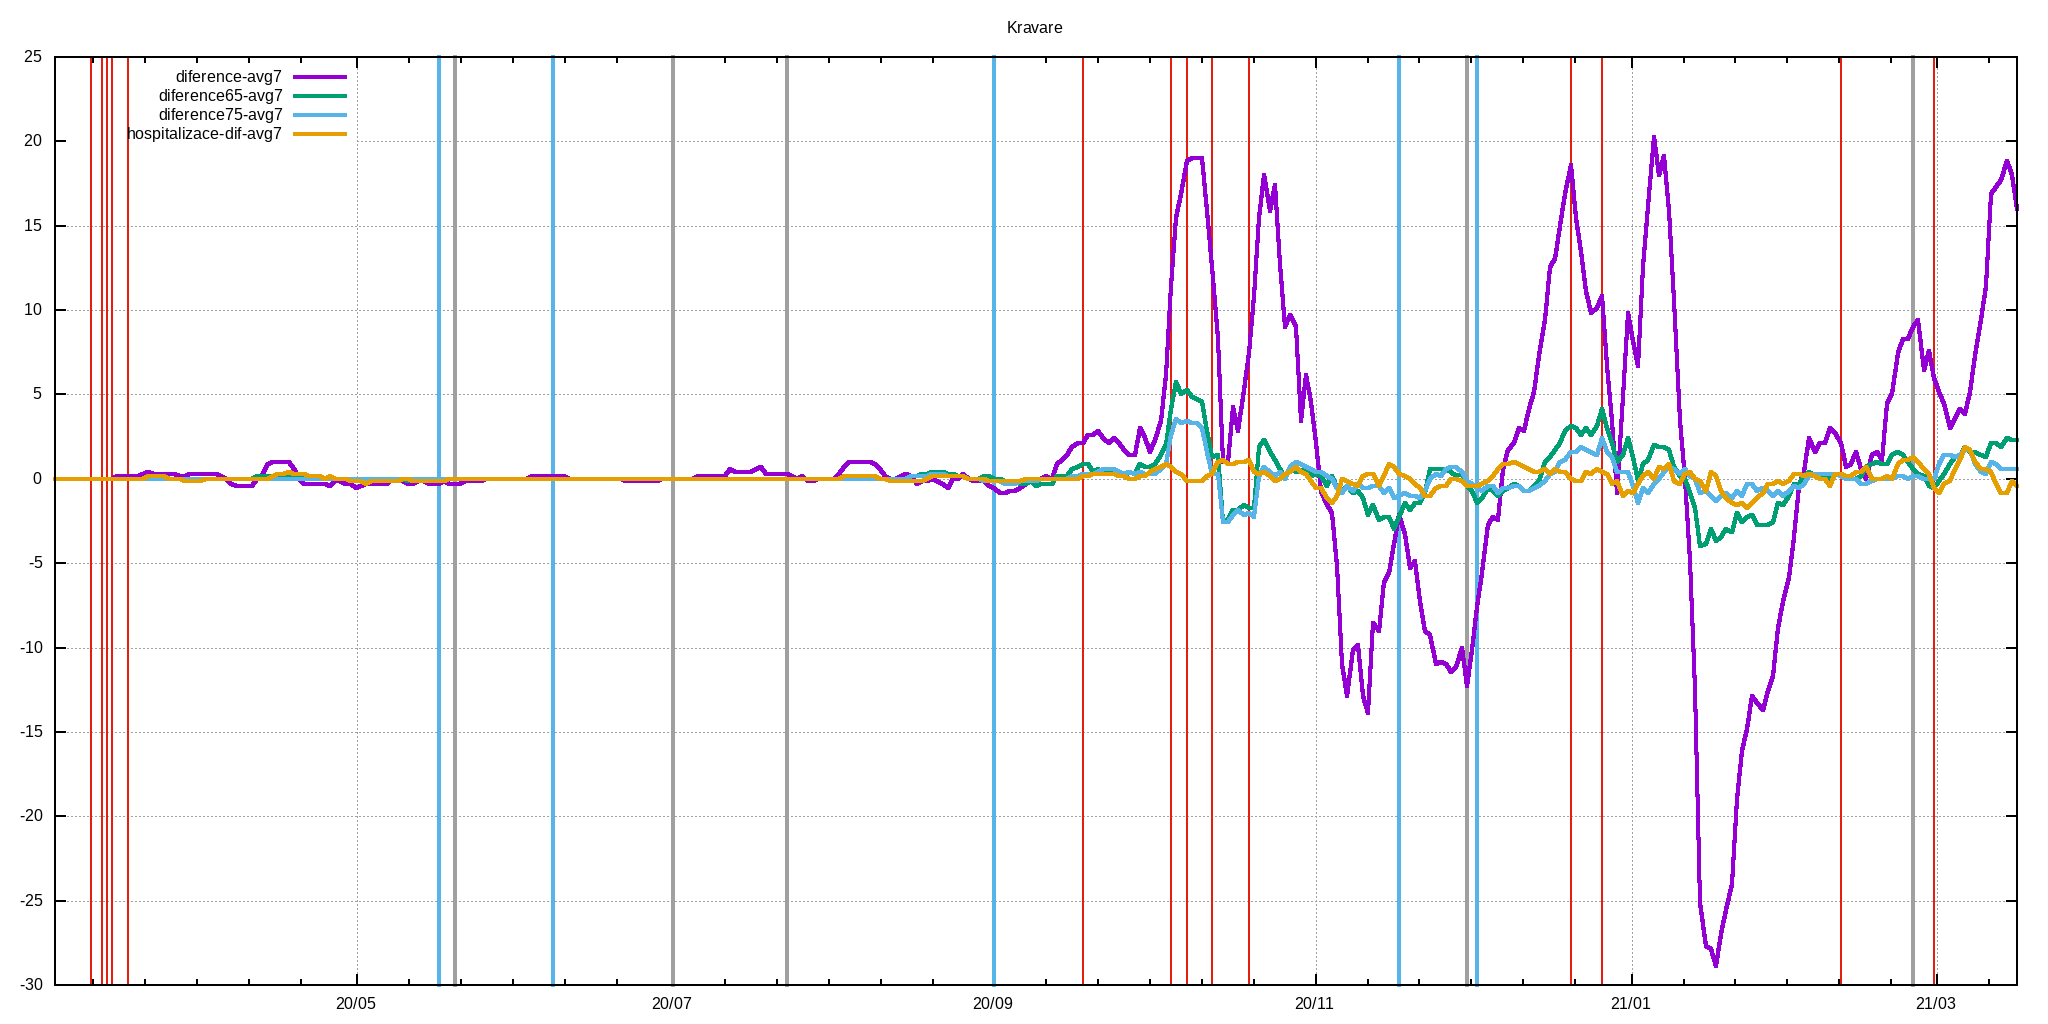 Kravare
25
diference-avg7
diference65-avg7
diference75-avg7
hospitalizace-dif-avg7
20
15
10
5
0
-5
-10
-15
-20
-25
-30
20/05 20/07 20/09 20/11 21/01 21/03